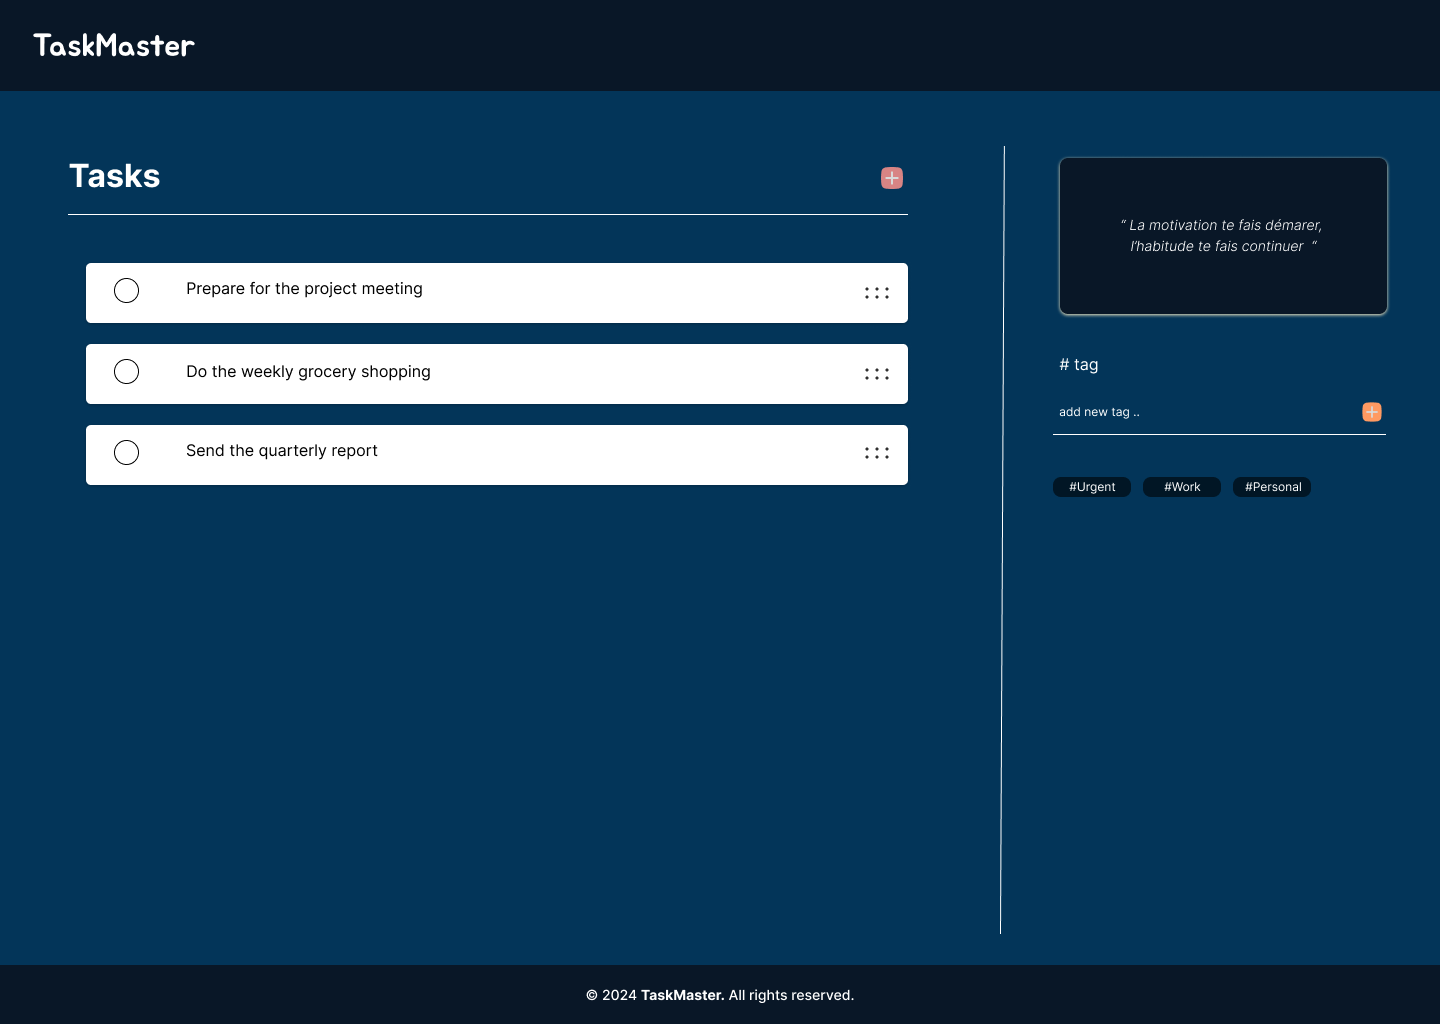 TaskMaster
Tasks
Prepare for the project meeting
Do the weekly grocery shopping
Send the quarterly report
“ La motivation te fais démarer,
l’habitude te fais continuer “
# tag
add new tag ..
#Urgent
#Work
#Personal
© 2024 TaskMaster. All rights reserved.